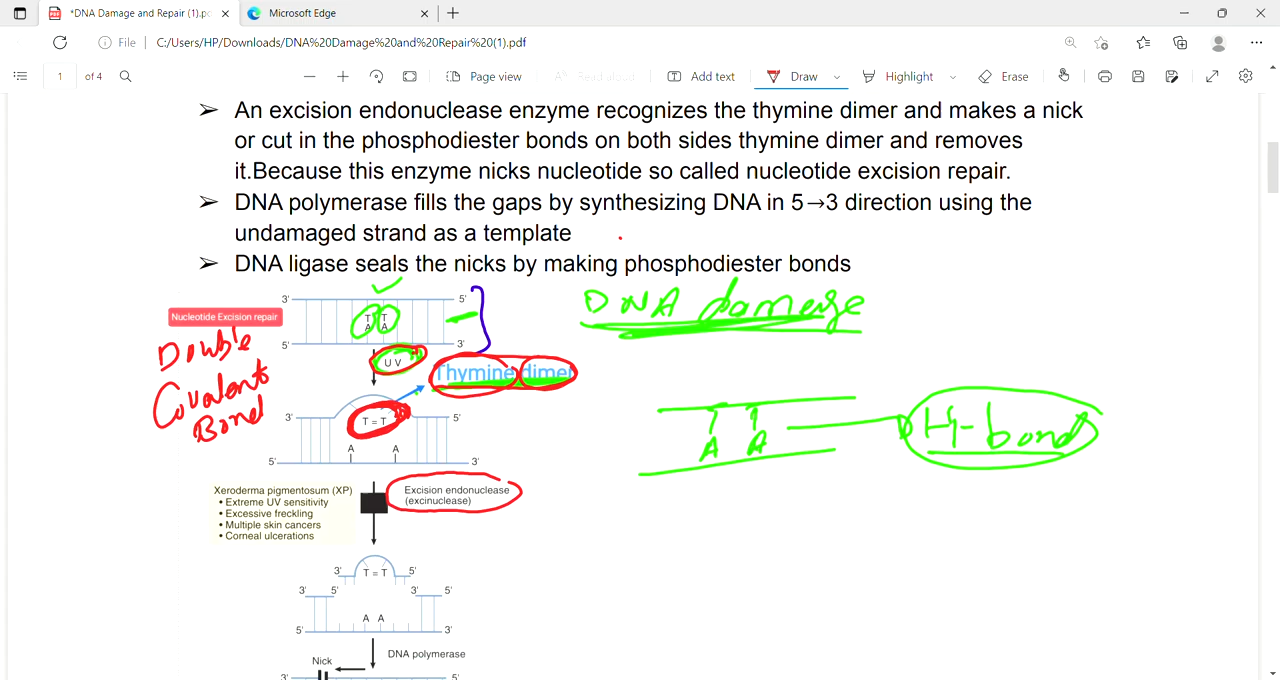 *DNA Damage and Repair (1).pc
Microsoft Edge
File
C:/Users/HP/Downloads/DNA%20Damage%20and%20Repair%20(1).pdf
1 of 4
Page view
Read aloud
Add text
Draw
Highlight
Erase
➢ An excision endonuclease enzyme recognizes the thymine dimer and makes a nick
or cut in the phosphodiester bonds on both sides thymine dimer and removes
it.Because this enzyme nicks nucleotide so called nucleotide excision repair.
➢ DNA polymerase fills the gaps by synthesizing DNA in 5→3 direction using the
undamaged strand as a template
➢ DNA ligase seals the nicks by making phosphodiester bonds
3' 5'
Nucleotide Excision repair
T T
A A
5' 3'
DNA damage
Double
Covalent
Bond
UV
Thymine dimer
3' T = T 5'
A A
5' 3'
T T
A A
H-bonds
Xeroderma pigmentosum (XP)
• Extreme UV sensitivity
• Excessive freckling
• Multiple skin cancers
• Corneal ulcerations
Excision endonuclease
(excinuclease)
3' T = T 5'
3' 5' 3' 5'
A A
5' 3'
DNA polymerase
Nick
3' 5'